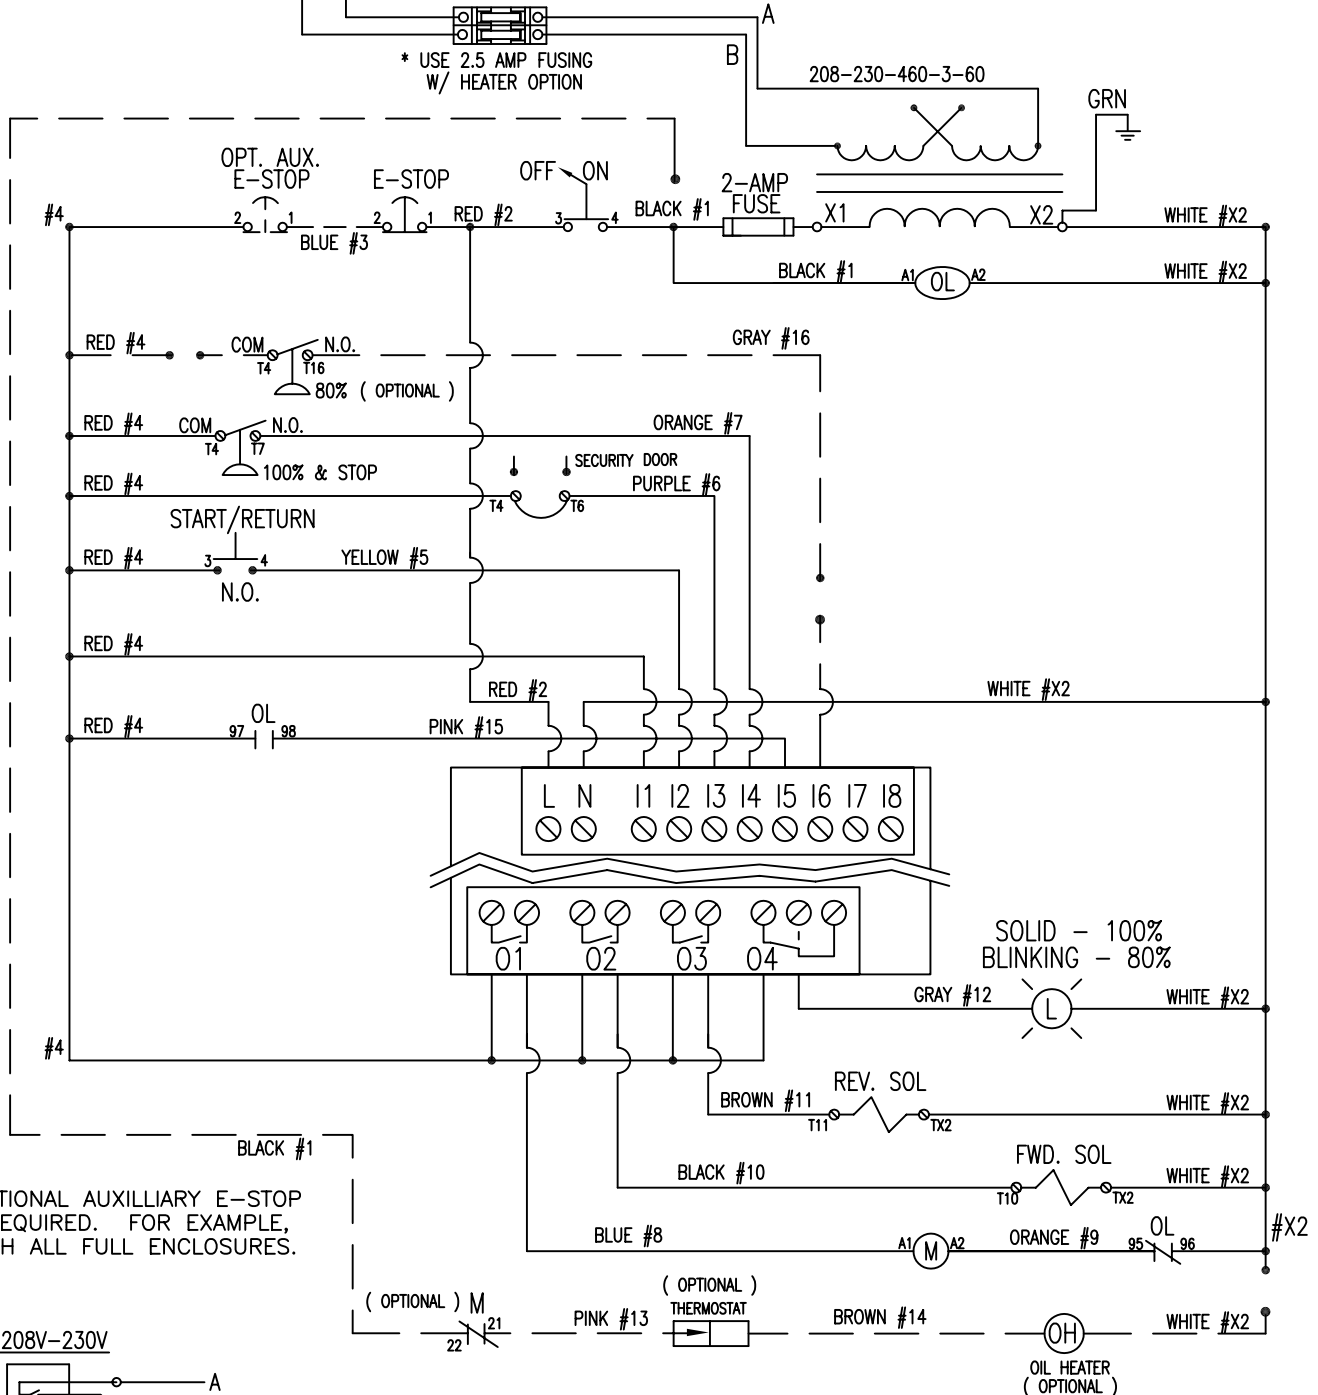 A
B
* USE 2.5 AMP FUSING
W/ HEATER OPTION
208-230-460-3-60
GRN
OPT. AUX.
E-STOP
E-STOP
OFF
ON
2-AMP
FUSE
#4
2
1
BLUE #3
2
1
RED #2
3
4
BLACK #1
X1
X2
WHITE #X2
BLACK #1
A1
OL
A2
WHITE #X2
RED #4
COM
N.O.
T4
T16
80% ( OPTIONAL )
GRAY #16
RED #4
COM
N.O.
T4
T7
100% & STOP
ORANGE #7
SECURITY DOOR
RED #4
T4
T6
PURPLE #6
START/RETURN
RED #4
3
4
N.O.
YELLOW #5
RED #4
RED #2
WHITE #X2
RED #4
97
OL
98
PINK #15
L N I1 I2 I3 I4 I5 I6 I7 I8
O1 O2 O3 O4
SOLID - 100%
BLINKING - 80%
GRAY #12
L
WHITE #X2
#4
REV. SOL
BROWN #11
T11
TX2
WHITE #X2
BLACK #1
FWD. SOL
BLACK #10
T10
TX2
WHITE #X2
TIONAL AUXILLIARY E-STOP
EQUIRED. FOR EXAMPLE,
H ALL FULL ENCLOSURES.
BLUE #8
A1
M
A2
ORANGE #9
95
OL
96
#X2
( OPTIONAL ) M
22
21
PINK #13
( OPTIONAL )
THERMOSTAT
BROWN #14
OH
WHITE #X2
OIL HEATER
( OPTIONAL )
208V-230V
A